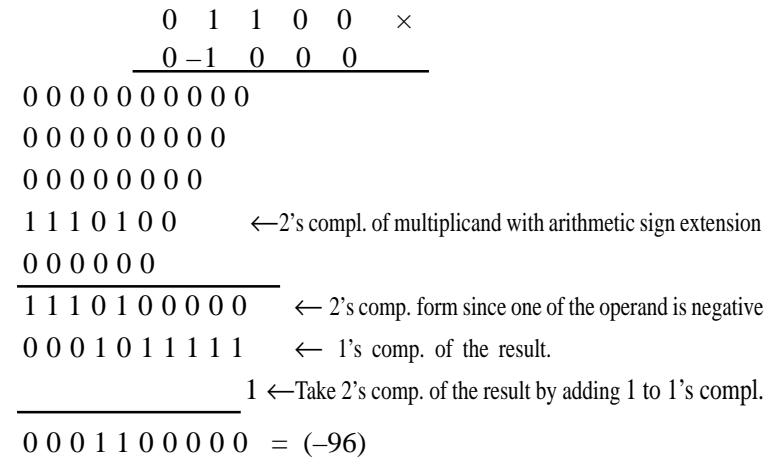 0 1 1 0 0 ×
0 –1 0 0 0
0 0 0 0 0 0 0 0 0 0
0 0 0 0 0 0 0 0 0
0 0 0 0 0 0 0 0
1 1 1 0 1 0 0 ←2's compl. of multiplicand with arithmetic sign extension
0 0 0 0 0 0
1 1 1 0 1 0 0 0 0 0 ← 2's comp. form since one of the operand is negative
0 0 0 1 0 1 1 1 1 1 ← 1's comp. of the result.
1 ←Take 2's comp. of the result by adding 1 to 1's compl.
0 0 0 1 1 0 0 0 0 0 = (–96)